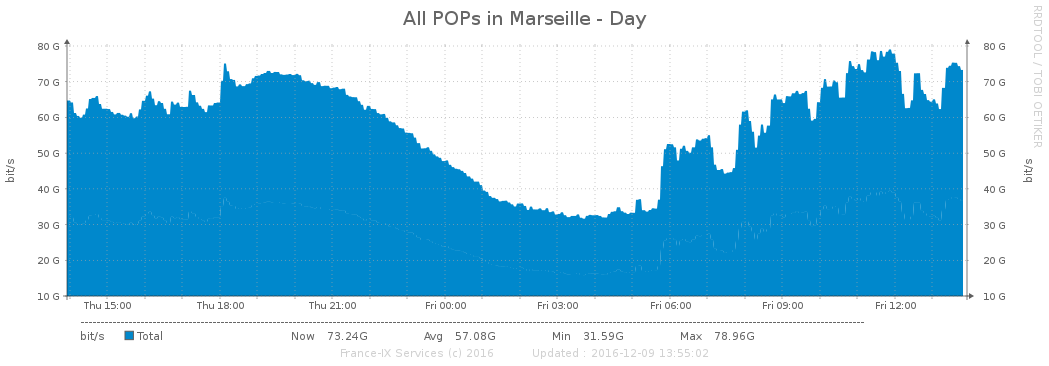 All POPs in Marseille - Day
RRDTOOL / TOBI OETIKER
80 G 80 G
70 G 70 G
60 G 60 G
50 G 50 G
40 G 40 G
30 G 30 G
20 G 20 G
10 G 10 G
bit/s
bit/s
Thu 15:00 Thu 18:00 Thu 21:00 Fri 00:00 Fri 03:00 Fri 06:00 Fri 09:00 Fri 12:00
bit/s Total Now 73.24G Avg 57.08G Min 31.59G Max 78.96G
France-IX Services (c) 2016 Updated : 2016-12-09 13:55:02